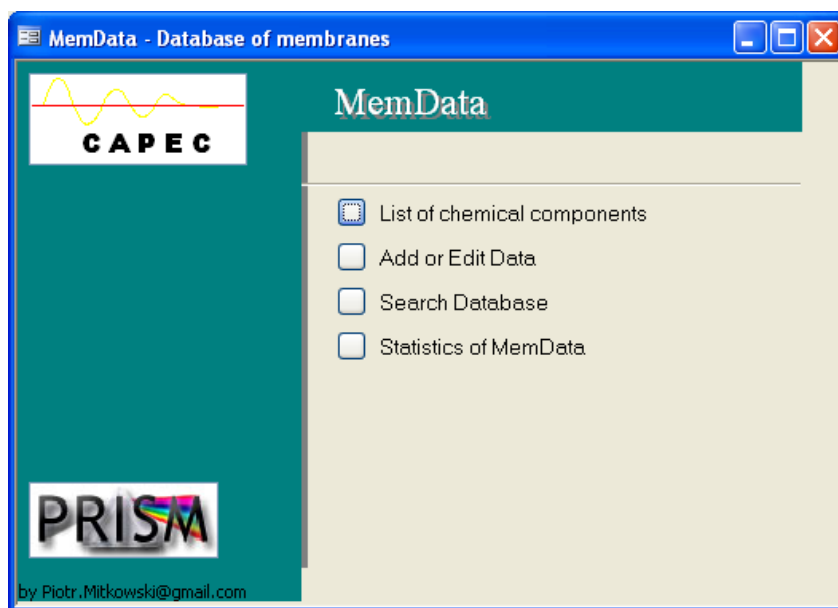 MemData - Database of membranes
CAPEC
MemData
List of chemical components
Add or Edit Data
Search Database
Statistics of MemData
PRISM
by Piotr.Mitkowski@gmail.com